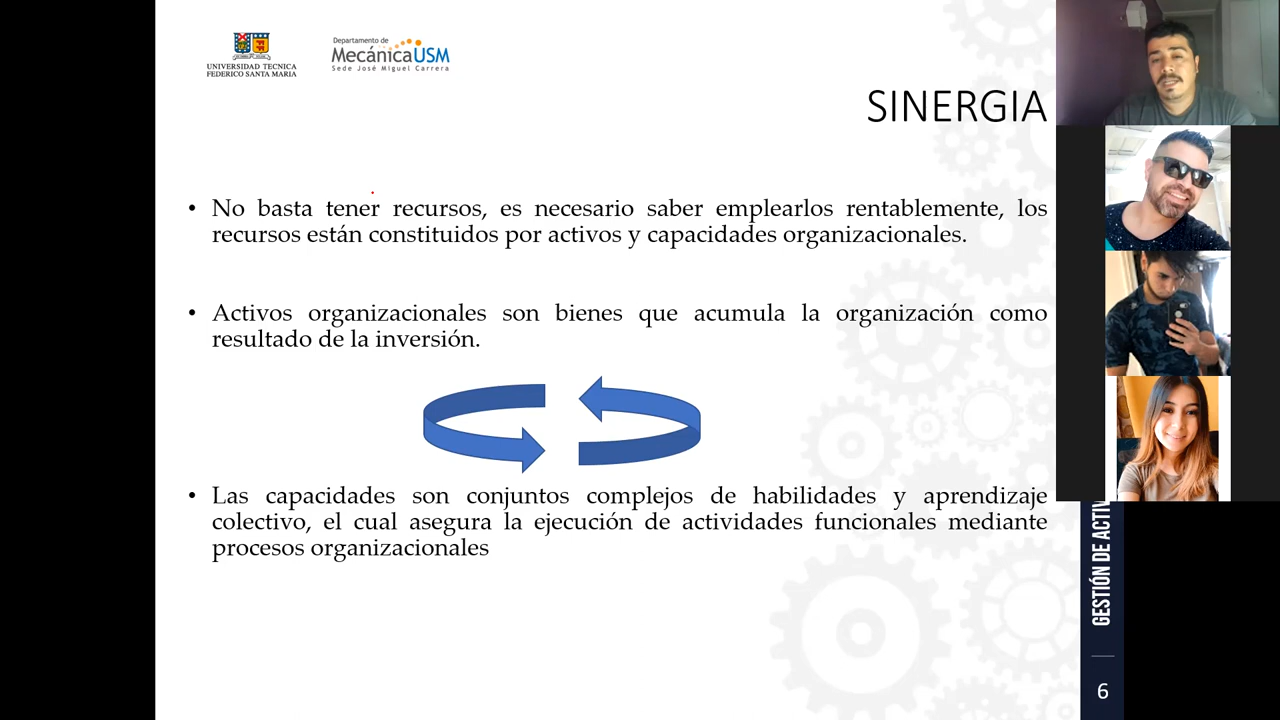 UNIVERSIDAD TECNICA
FEDERICO SANTA MARIA
Departamento de
MecánicaUSM
Sede José Miguel Carrera
SINERGIA
• No basta tener recursos, es necesario saber emplearlos rentablemente, los
recursos están constituidos por activos y capacidades organizacionales.
• Activos organizacionales son bienes que acumula la organización como
resultado de la inversión.
• Las capacidades son conjuntos complejos de habilidades y aprendizaje
colectivo, el cual asegura la ejecución de actividades funcionales mediante
procesos organizacionales
GESTIÓN DE ACTIV
6